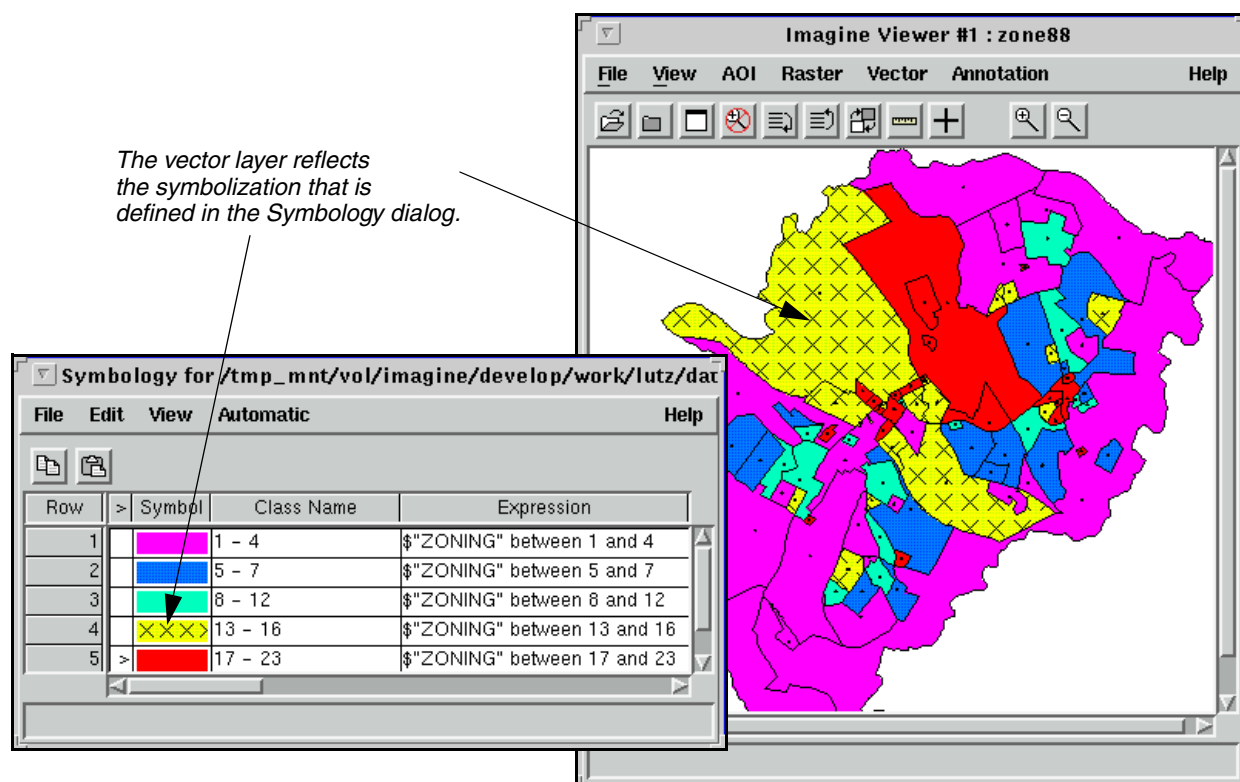 Imagine Viewer #1 : zone88
File View AOI Raster Vector Annotation Help
The vector layer reflects
the symbolization that is
defined in the Symbology dialog.
Symbology for /tmp_mnt/vol/imagine/develop/work/lutz/dat
File Edit View Automatic Help
Row > Symbol Class Name Expression
1 1 - 4 $"ZONING" between 1 and 4
2 5 - 7 $"ZONING" between 5 and 7
3 8 - 12 $"ZONING" between 8 and 12
4 13 - 16 $"ZONING" between 13 and 16
5 > 17 - 23 $"ZONING" between 17 and 23